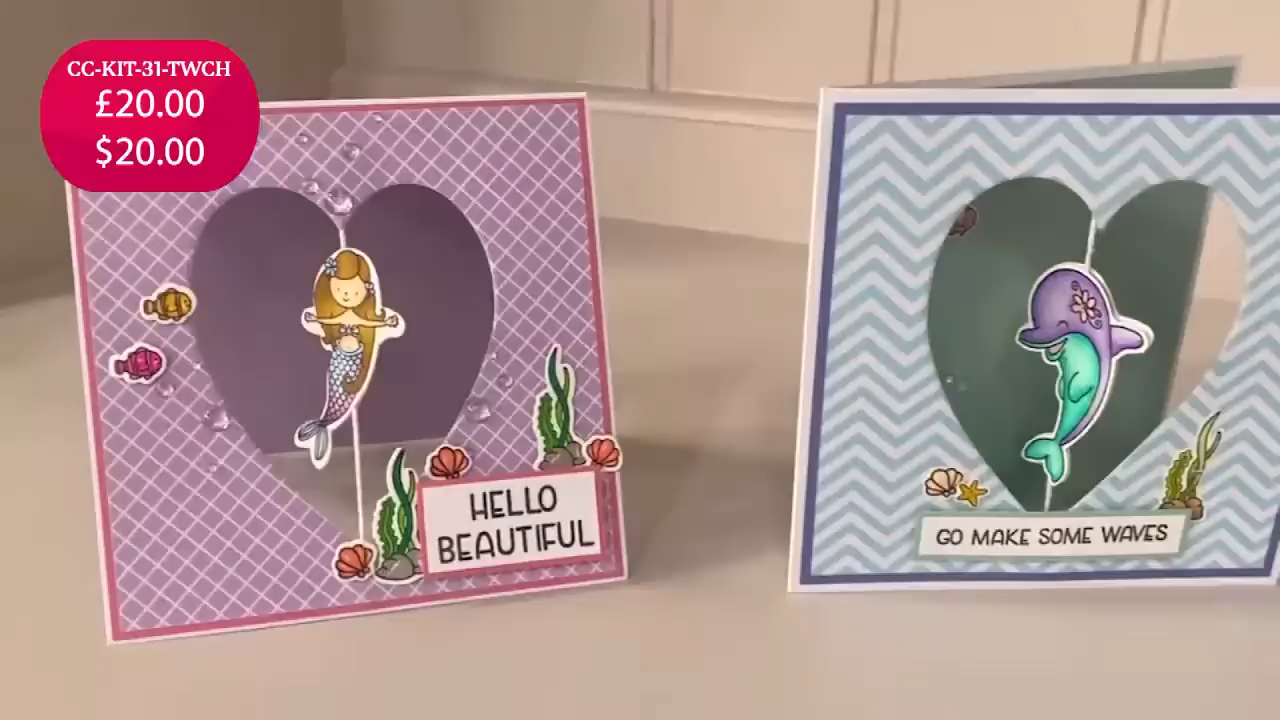 CC-KIT-31-TWCH
£20.00
$20.00
HELLO
BEAUTIFUL
GO MAKE SOME WAVES